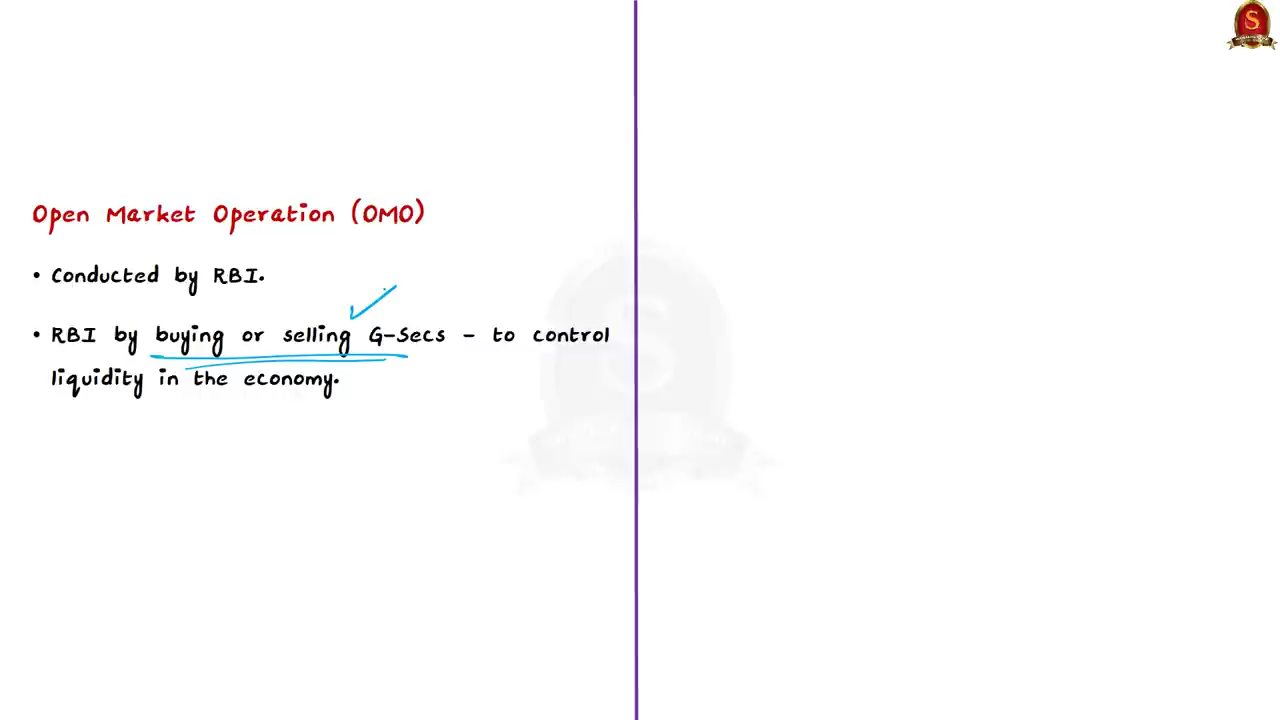 S
Open Market Operation (OMO)
• Conducted by RBI.
• RBI by buying or selling G-Secs - to control
liquidity in the economy.